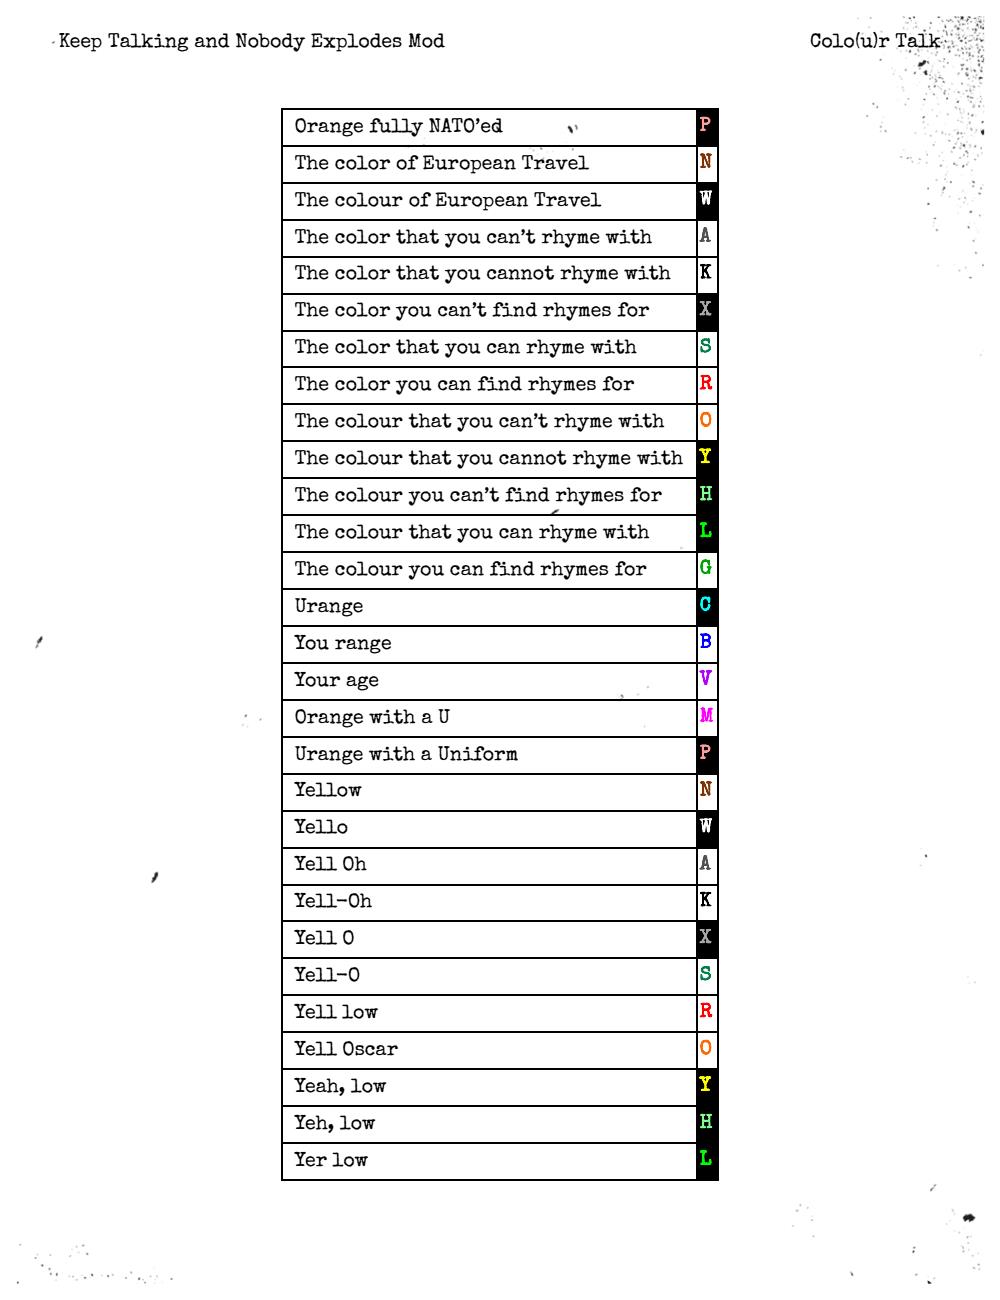 Keep Talking and Nobody Explodes Mod Colo(u)r Talk
Orange fully NATO'ed P
The color of European Travel N
The colour of European Travel W
The color that you can't rhyme with A
The color that you cannot rhyme with K
The color you can't find rhymes for X
The color that you can rhyme with S
The color you can find rhymes for R
The colour that you can't rhyme with O
The colour that you cannot rhyme with Y
The colour you can't find rhymes for H
The colour that you can rhyme with L
The colour you can find rhymes for G
Urange C
You range B
Your age V
Orange with a U M
Urange with a Uniform P
Yellow N
Yello W
Yell Oh A
Yell-Oh K
Yell O X
Yell-O S
Yell low R
Yell Oscar O
Yeah, low Y
Yeh, low H
Yer low L